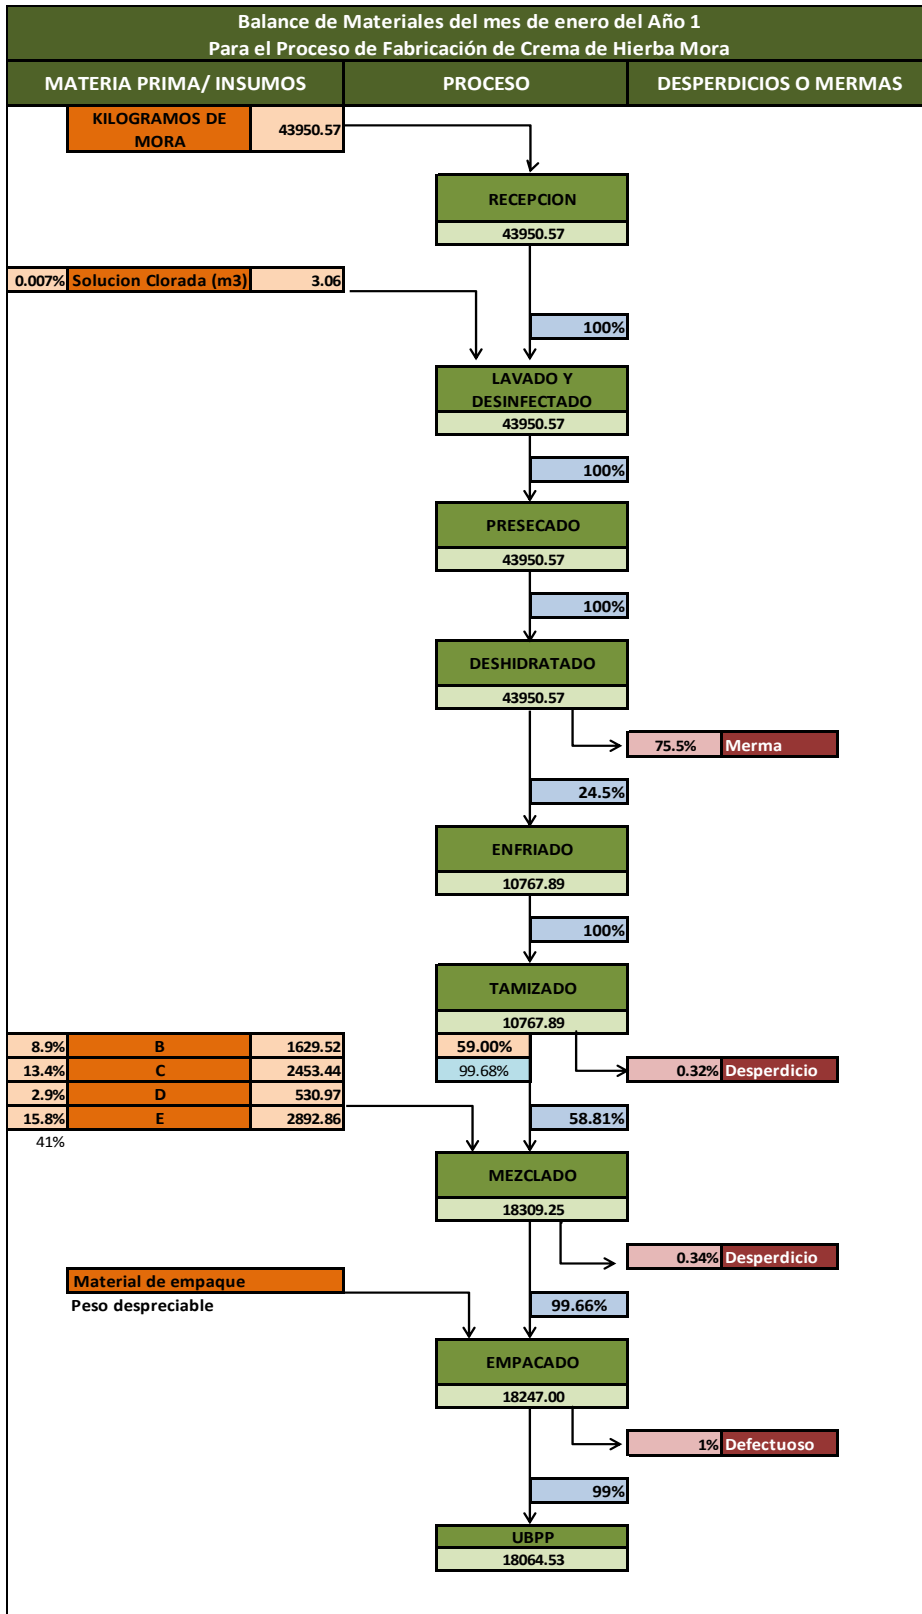 Balance de Materiales del mes de enero del Año 1
Para el Proceso de Fabricación de Crema de Hierba Mora
MATERIA PRIMA/ INSUMOS PROCESO DESPERDICIOS O MERMAS
KILOGRAMOS DE
MORA
43950.57
RECEPCION
43950.57
0.007% Solucion Clorada (m3) 3.06
100%
LAVADO Y
DESINFECTADO
43950.57
100%
PRESECADO
43950.57
100%
DESHIDRATADO
43950.57
75.5% Merma
24.5%
ENFRIADO
10767.89
100%
TAMIZADO
10767.89
8.9% B 1629.52 59.00%
13.4% C 2453.44 99.68% 0.32% Desperdicio
2.9% D 530.97
15.8% E 2892.86 58.81%
41%
MEZCLADO
18309.25
0.34% Desperdicio
Material de empaque
Peso despreciable 99.66%
EMPACADO
18247.00
1% Defectuoso
99%
UBPP
18064.53